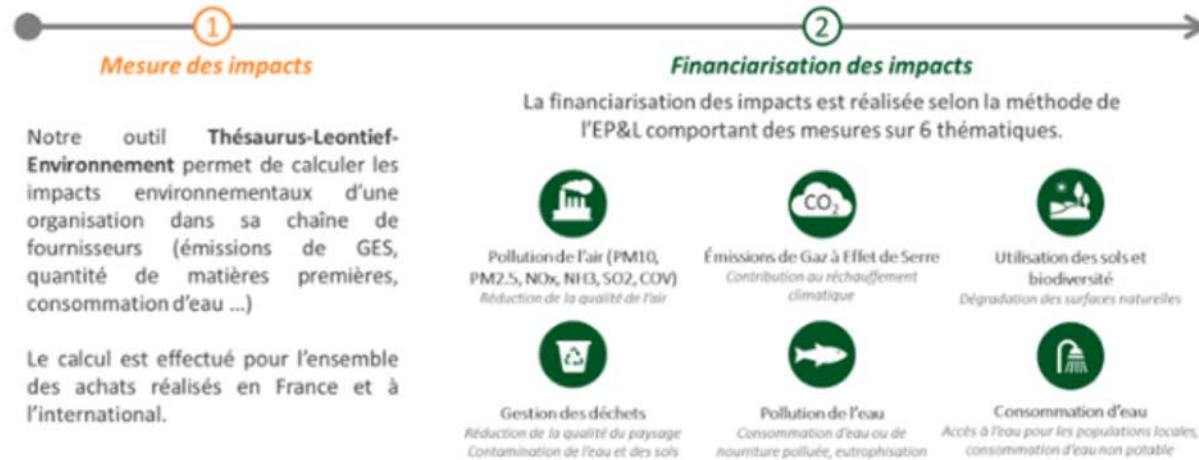 1
Mesure des impacts
Notre outil Thésaurus-Leontief-
Environnement permet de calculer les
impacts environnementaux d'une
organisation dans sa chaîne de
fournisseurs (émissions de GES,
quantité de matières premières,
consommation d'eau ...)
Le calcul est effectué pour l'ensemble
des achats réalisés en France et à
l'international.
2
Financiarisation des impacts
La financiarisation des impacts est réalisée selon la méthode de
l'EP&L comportant des mesures sur 6 thématiques.
Pollution de l'air (PM10,
PM2.5, NOx, NH3, SO2, COV)
Réduction de la qualité de l'air
CO2
Émissions de Gaz à Effet de Serre
Contribution au réchauffement
climatique
Utilisation des sols et
biodiversité
Dégradation des surfaces naturelles
Gestion des déchets
Réduction de la qualité du paysage
Contamination de l'eau et des sols
Pollution de l'eau
Consommation d'eau ou de
nourriture polluée, eutrophisation
Consommation d'eau
Accès à l'eau pour les populations locales,
consommation d'eau non potable